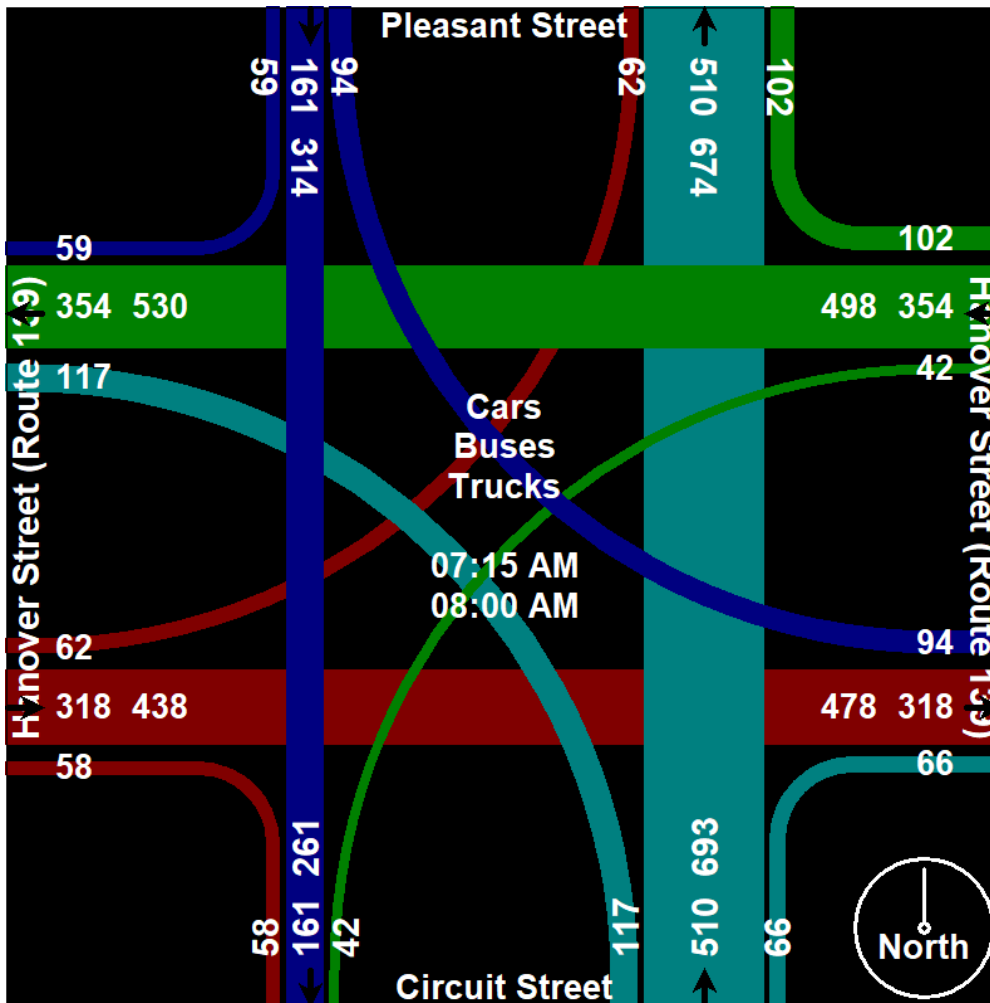 Pleasant Street
59
161 314
94
62
510 674
102
59
102
354 530
498 354
117
42
Hanover Street (Route 139)
Hanover Street (Route 139)
Cars
Buses
Trucks
07:15 AM
08:00 AM
62
94
318 438
478 318
58
66
58
161 261
42
117
510 693
66
North
Circuit Street